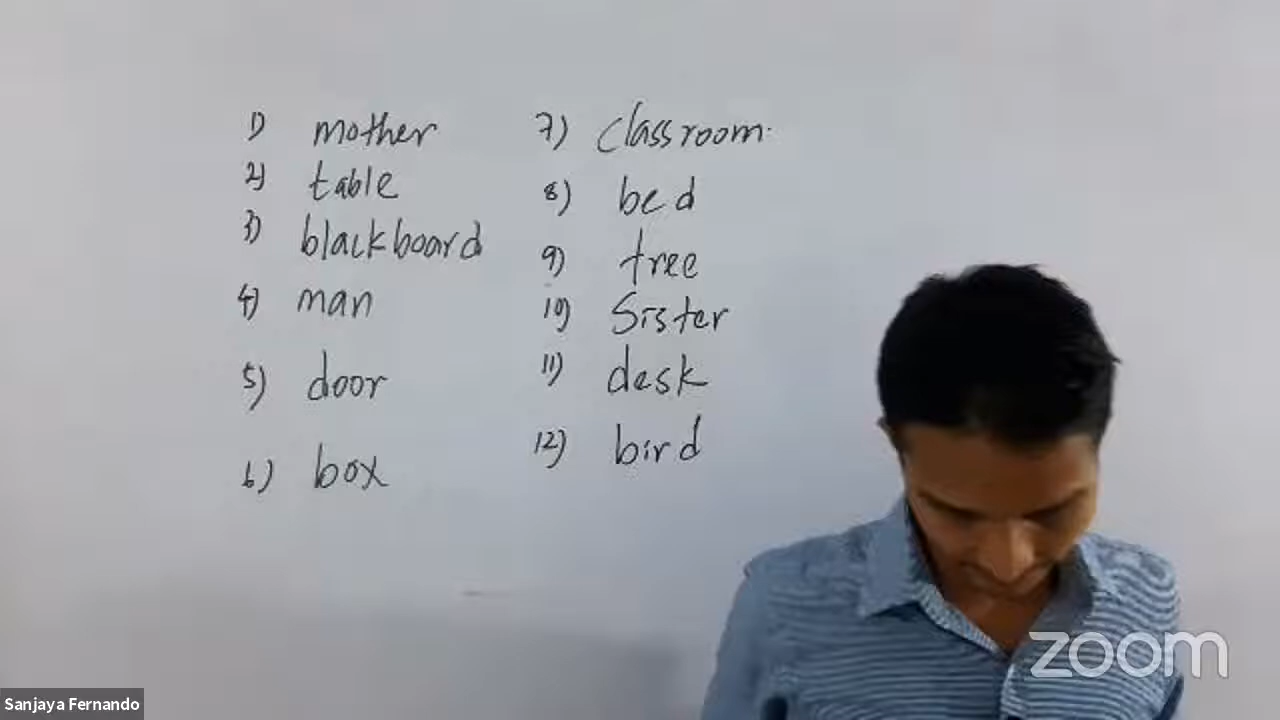 1) mother
2) table
3) blackboard
4) man
5) door
6) box
7) classroom.
8) bed
9) tree
10) Sister
11) desk
12) bird
zoom
Sanjaya Fernando